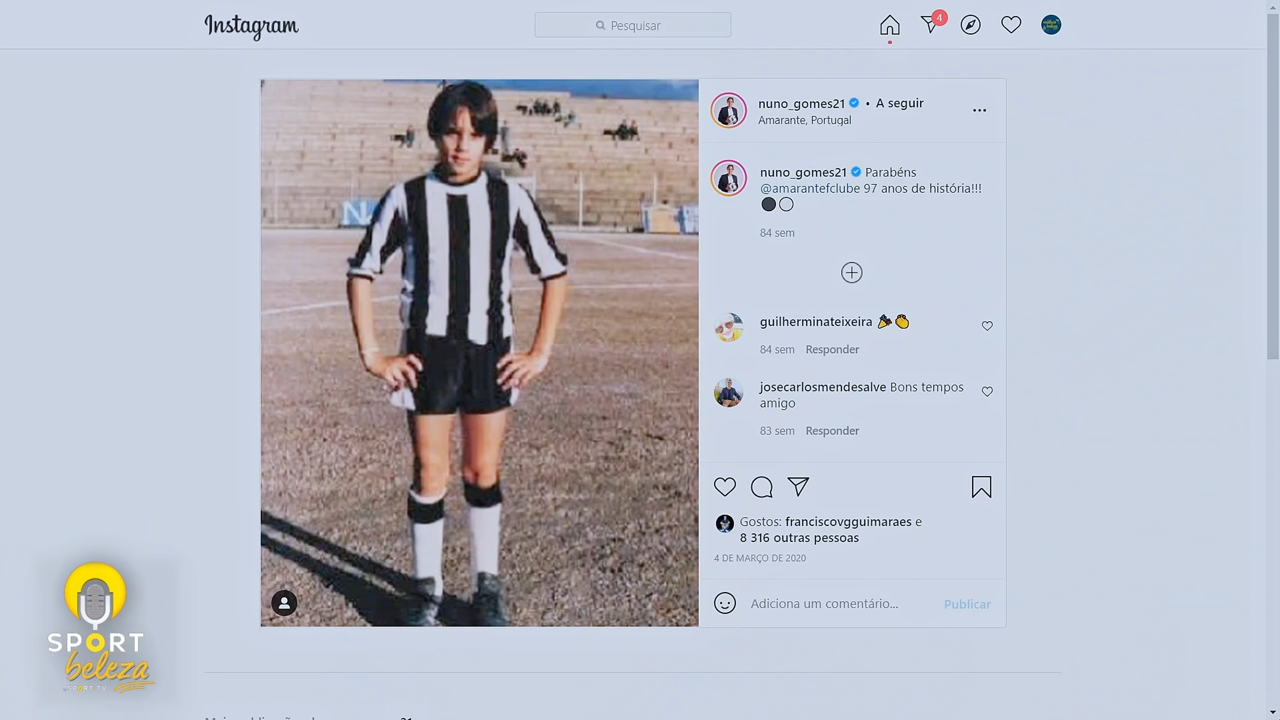 Instagram
Pesquisar
4
nuno_gomes21 • A seguir
Amarante, Portugal
nuno_gomes21 Parabéns
@amarantefclube 97 anos de história!!!
84 sem
guilherminateixeira
84 sem Responder
josecarlosmendesalve Bons tempos
amigo
83 sem Responder
Gostos: franciscovgguimaraes e
8 316 outras pessoas
4 DE MARÇO DE 2020
Adiciona um comentário... Publicar
SPORT
beleza